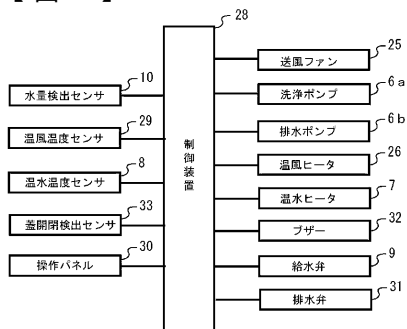 28
水量検出センサ
10
温風温度センサ
29
温水温度センサ
8
蓋開閉検出センサ
33
操作パネル
30
制御装置
送風ファン
25
洗浄ポンプ
6a
排水ポンプ
6b
温風ヒータ
26
温水ヒータ
7
ブザー
32
給水弁
9
排水弁
31